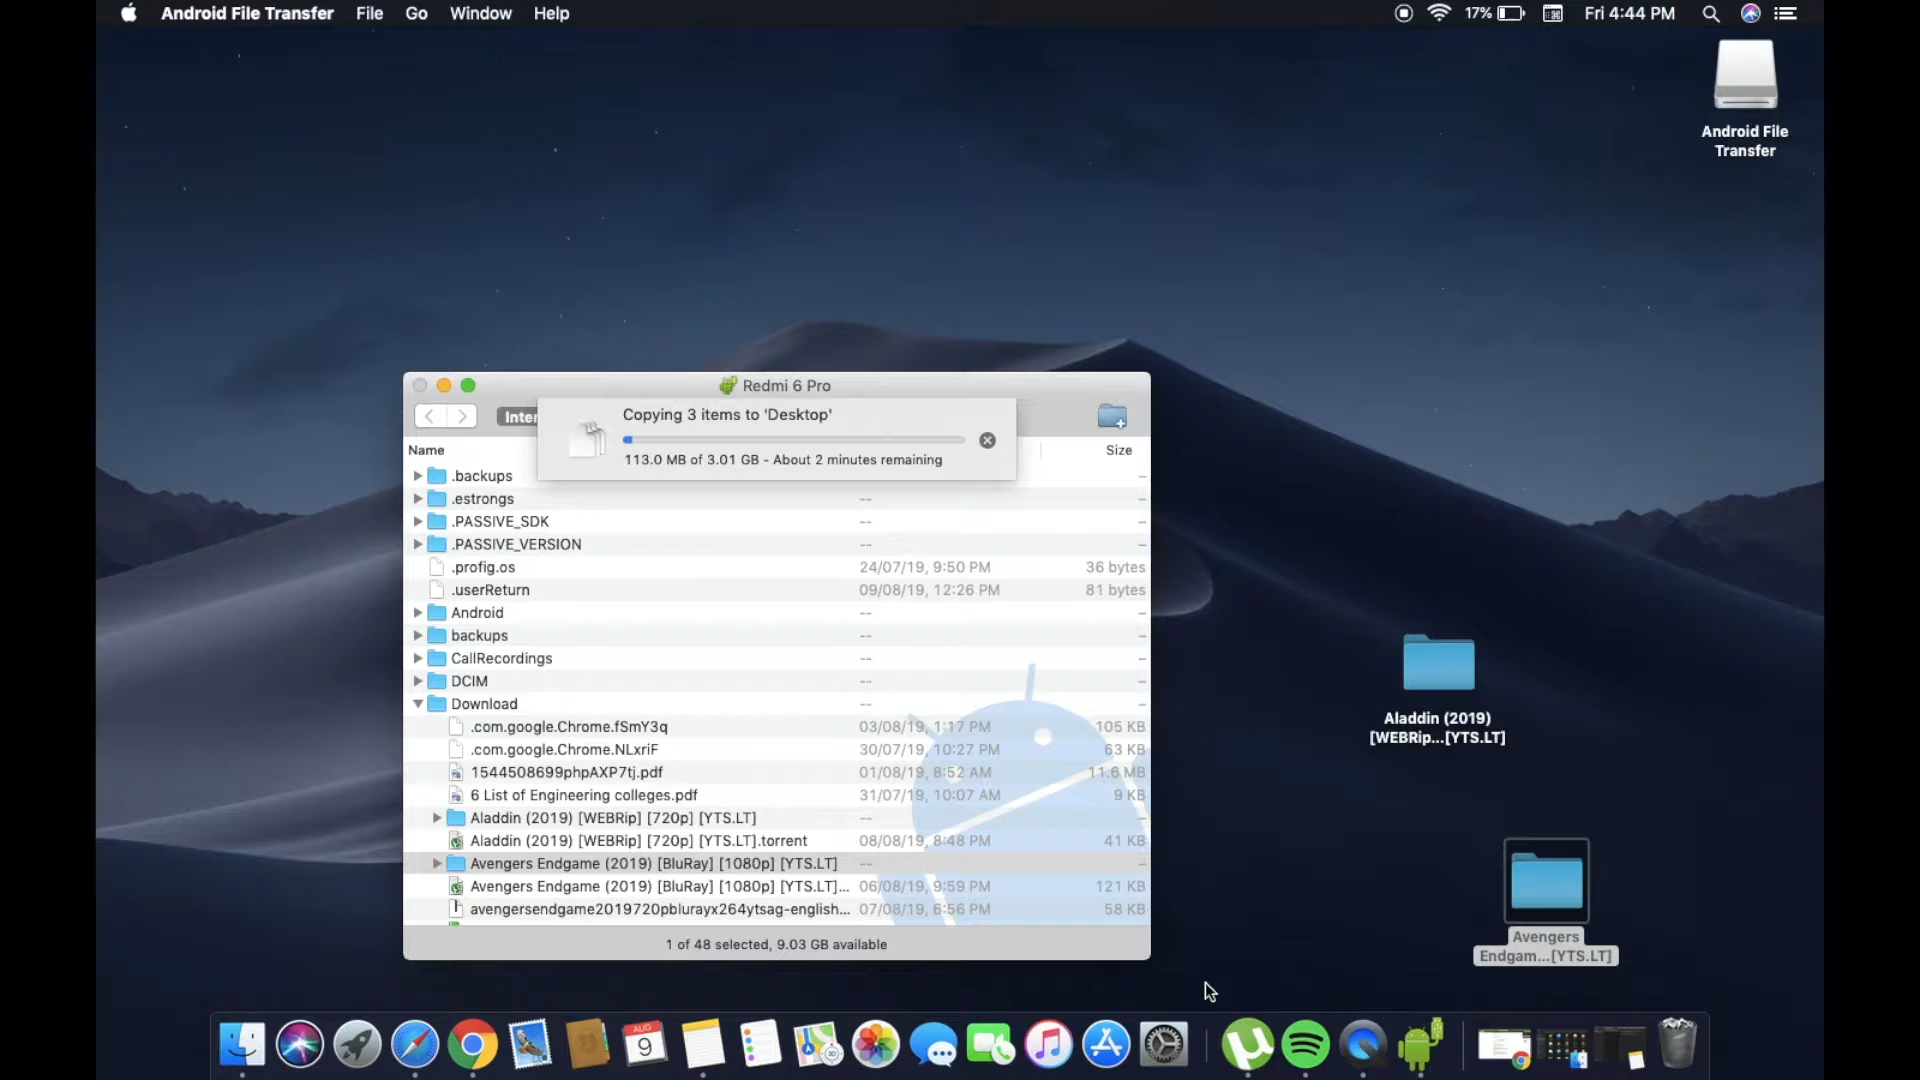 Android File Transfer File Go Window Help 17% Fri 4:44 PM
Android File
Transfer
Redmi 6 Pro
Inter
Copying 3 items to 'Desktop'
113.0 MB of 3.01 GB - About 2 minutes remaining
Name Size
.backups --
.estrongs -- --
.PASSIVE_SDK -- --
.PASSIVE_VERSION -- --
.profig.os 24/07/19, 9:50 PM 36 bytes
.userReturn 09/08/19, 12:26 PM 81 bytes
Android -- --
backups -- --
CallRecordings -- --
DCIM -- --
Download -- --
.com.google.Chrome.fSmY3q 03/08/19, 1:17 PM 105 KB
.com.google.Chrome.NLxriF 30/07/19, 10:27 PM 63 KB
1544508699phpAXP7tj.pdf 01/08/19, 8:52 AM 11.6 MB
6 List of Engineering colleges.pdf 31/07/19, 10:07 AM 9 KB
Aladdin (2019) [WEBRip] [720p] [YTS.LT] -- --
Aladdin (2019) [WEBRip] [720p] [YTS.LT].torrent 08/08/19, 8:48 PM 41 KB
Avengers Endgame (2019) [BluRay] [1080p] [YTS.LT] -- --
Avengers Endgame (2019) [BluRay] [1080p] [YTS.LT]... 06/08/19, 9:59 PM 121 KB
avengersendgame2019720pblurayx264ytsag-english... 07/08/19, 6:56 PM 58 KB
1 of 48 selected, 9.03 GB available
Aladdin (2019)
[WEBRip...[YTS.LT]
Avengers
Endgam...[YTS.LT]
AUG
9
3D